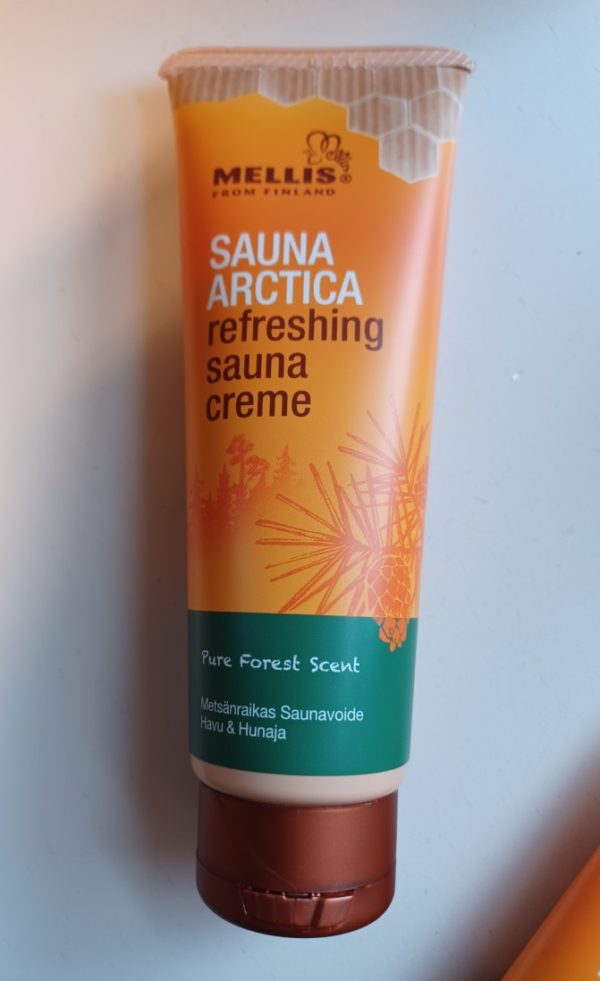 MELLIS®
FROM FINLAND
SAUNA
ARCTICA
refreshing
sauna
creme
Pure Forest Scent
Metsänraikas Saunavoide
Havu & Hunaja